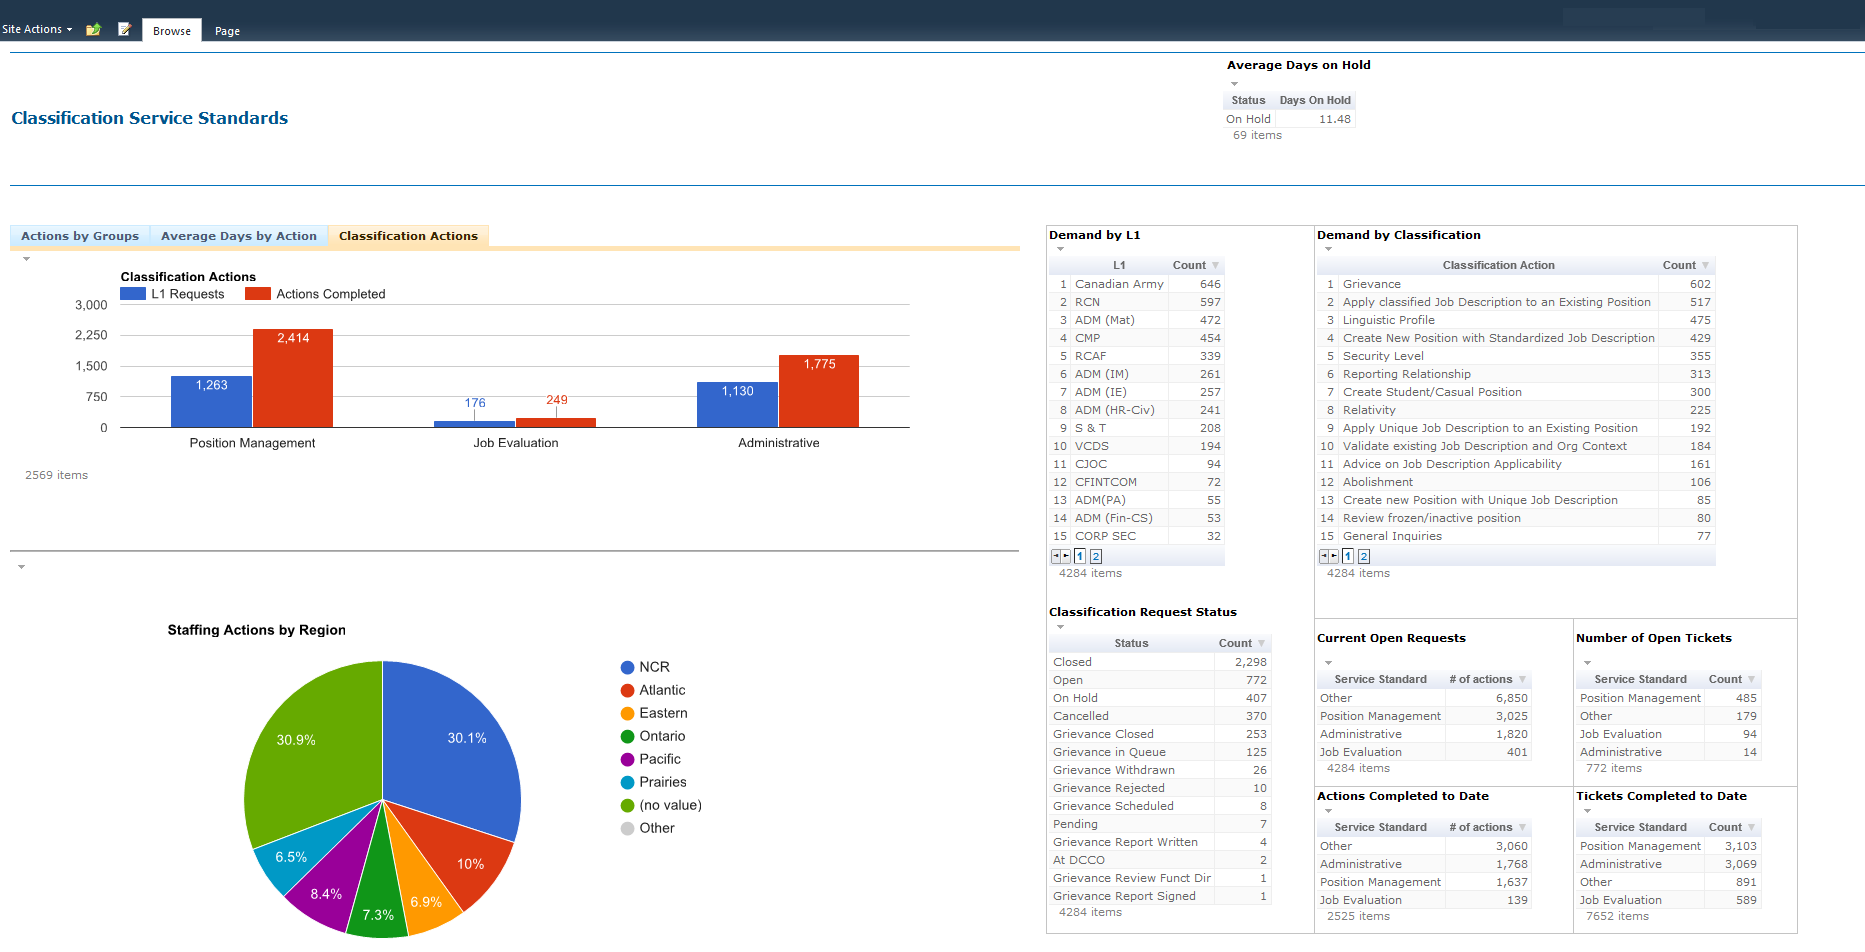 Site Actions
Browse
Page
Average Days on Hold
Status Days On Hold
On Hold 11.48
69 items
Classification Service Standards
Actions by Groups
Average Days by Action
Classification Actions
Classification Actions
L1 Requests
Actions Completed
3,000
2,250
1,500
750
0
1,263
2,414
176
249
1,130
1,775
Position Management
Job Evaluation
Administrative
2569 items
Staffing Actions by Region
30.9%
30.1%
10%
6.9%
7.3%
8.4%
6.5%
NCR
Atlantic
Eastern
Ontario
Pacific
Prairies
(no value)
Other
Demand by L1
L1 Count
1 Canadian Army 646
2 RCN 597
3 ADM (Mat) 472
4 CMP 454
5 RCAF 339
6 ADM (IM) 261
7 ADM (IE) 257
8 ADM (HR-Civ) 241
9 S & T 208
10 VCDS 194
11 CJOC 94
12 CFINTCOM 72
13 ADM(PA) 55
14 ADM (Fin-CS) 53
15 CORP SEC 32
1 2
4284 items
Demand by Classification
Classification Action Count
1 Grievance 602
2 Apply classified Job Description to an Existing Position 517
3 Linguistic Profile 475
4 Create New Position with Standardized Job Description 429
5 Security Level 355
6 Reporting Relationship 313
7 Create Student/Casual Position 300
8 Relativity 225
9 Apply Unique Job Description to an Existing Position 192
10 Validate existing Job Description and Org Context 184
11 Advice on Job Description Applicability 161
12 Abolishment 106
13 Create new Position with Unique Job Description 85
14 Review frozen/inactive position 80
15 General Inquiries 77
1 2
4284 items
Classification Request Status
Status Count
Closed 2,298
Open 772
On Hold 407
Cancelled 370
Grievance Closed 253
Grievance in Queue 125
Grievance Withdrawn 26
Grievance Rejected 10
Grievance Scheduled 8
Pending 7
Grievance Report Written 4
At DCCO 2
Grievance Review Funct Dir 1
Grievance Report Signed 1
4284 items
Current Open Requests
Service Standard # of actions
Other 6,850
Position Management 3,025
Administrative 1,820
Job Evaluation 401
4284 items
Number of Open Tickets
Service Standard Count
Position Management 485
Other 179
Job Evaluation 94
Administrative 14
772 items
Actions Completed to Date
Service Standard # of actions
Other 3,060
Administrative 1,768
Position Management 1,637
Job Evaluation 139
2525 items
Tickets Completed to Date
Service Standard Count
Position Management 3,103
Administrative 3,069
Other 891
Job Evaluation 589
7652 items